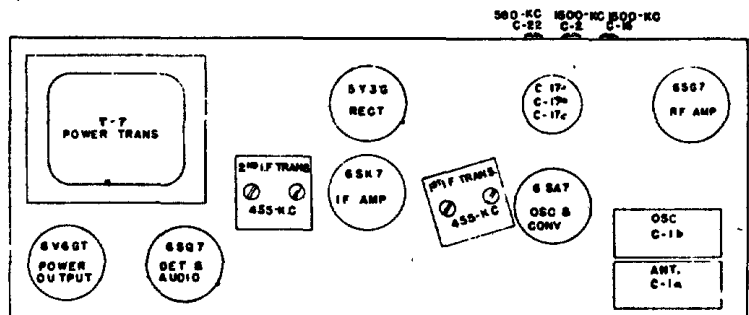 580-KC 1500-KC 1500-KC
C-22 C-2 C-16
T-7
POWER TRANS
5Y3G
RECT
C 17a
C-17b
C-17c
6SG7
RF AMP
2ND I.F TRANS.
455-KC
6SK7
IF AMP
1ST I F TRANS.
455-KC
6SA7
OSC &
CONV
OSC
C-1b
ANT.
C-1a
6V6GT
POWER
OUTPUT
6SQ7
DET &
AUDIO